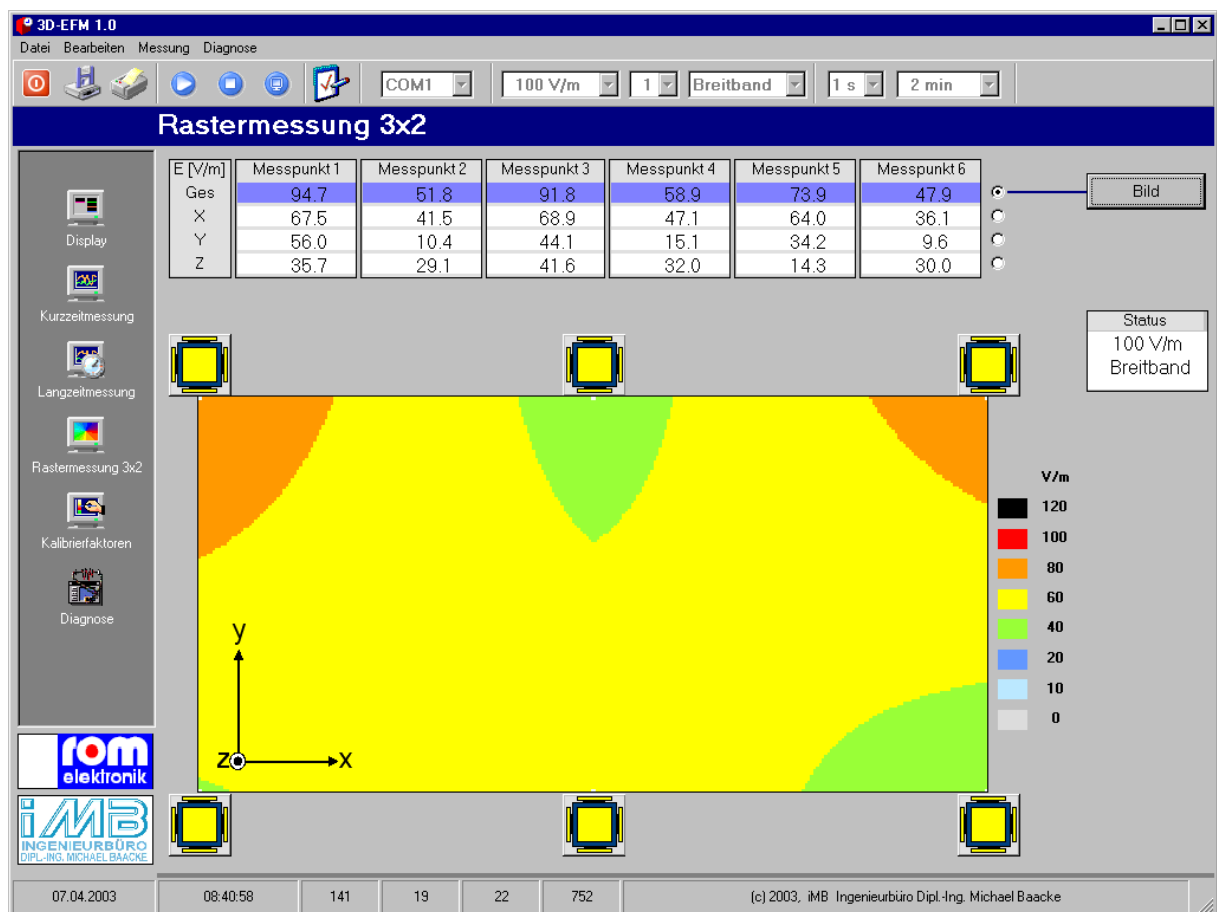 3D-EFM 1.0
Datei Bearbeiten Messung Diagnose
COM1 100 V/m 1 Breitband 1 s 2 min
Rastermessung 3x2
E [V/m] Messpunkt 1 Messpunkt 2 Messpunkt 3 Messpunkt 4 Messpunkt 5 Messpunkt 6
Ges 94.7 51.8 91.8 58.9 73.9 47.9
X 67.5 41.5 68.9 47.1 64.0 36.1
Y 56.0 10.4 44.1 15.1 34.2 9.6
Z 35.7 29.1 41.6 32.0 14.3 30.0
Bild
Display
Kurzzeitmessung
Langzeitmessung
Rastermessung 3x2
Kalibrierfaktoren
Diagnose
Status
100 V/m
Breitband
V/m
120
100
80
60
40
20
10
0
y
z x
rom
elektronik
iMB
INGENIEURBÜRO
DIPL.-ING. MICHAEL BAACKE
07.04.2003 08:40:58 141 19 22 752 (c) 2003, iMB Ingenieurbüro Dipl.-Ing. Michael Baacke